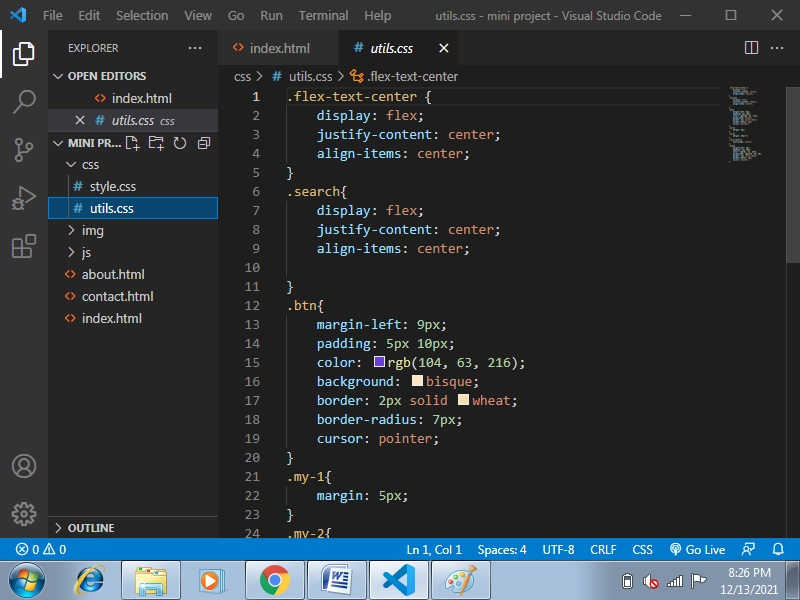 File Edit Selection View Go Run Terminal Help utils.css - mini project - Visual Studio Code
EXPLORER
index.html
utils.css
OPEN EDITORS
index.html
utils.css css
MINI PR...
css
style.css
utils.css
img
js
about.html
contact.html
index.html
OUTLINE
css > utils.css > .flex-text-center
1 .flex-text-center {
2 display: flex;
3 justify-content: center;
4 align-items: center;
5 }
6 .search{
7 display: flex;
8 justify-content: center;
9 align-items: center;
10
11 }
12 .btn{
13 margin-left: 9px;
14 padding: 5px 10px;
15 color: rgb(104, 63, 216);
16 background: bisque;
17 border: 2px solid wheat;
18 border-radius: 7px;
19 cursor: pointer;
20 }
21 .my-1{
22 margin: 5px;
23 }
24 .my-2{
0 0 Ln 1, Col 1 Spaces: 4 UTF-8 CRLF CSS Go Live
8:26 PM
12/13/2021